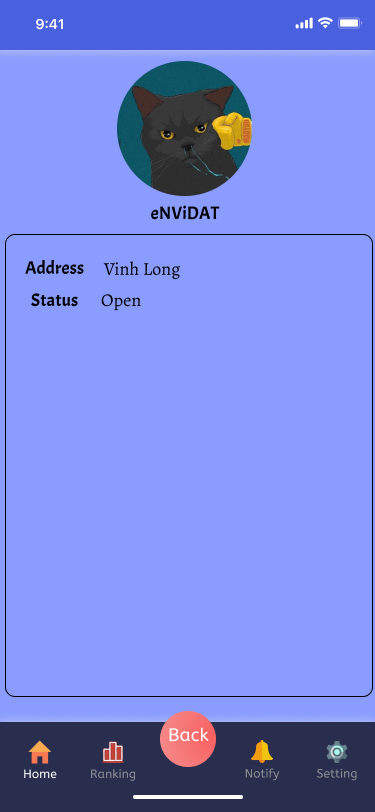 9:41
eNViDAT
Address Vinh Long
Status Open
Back
Home Ranking Notify Setting